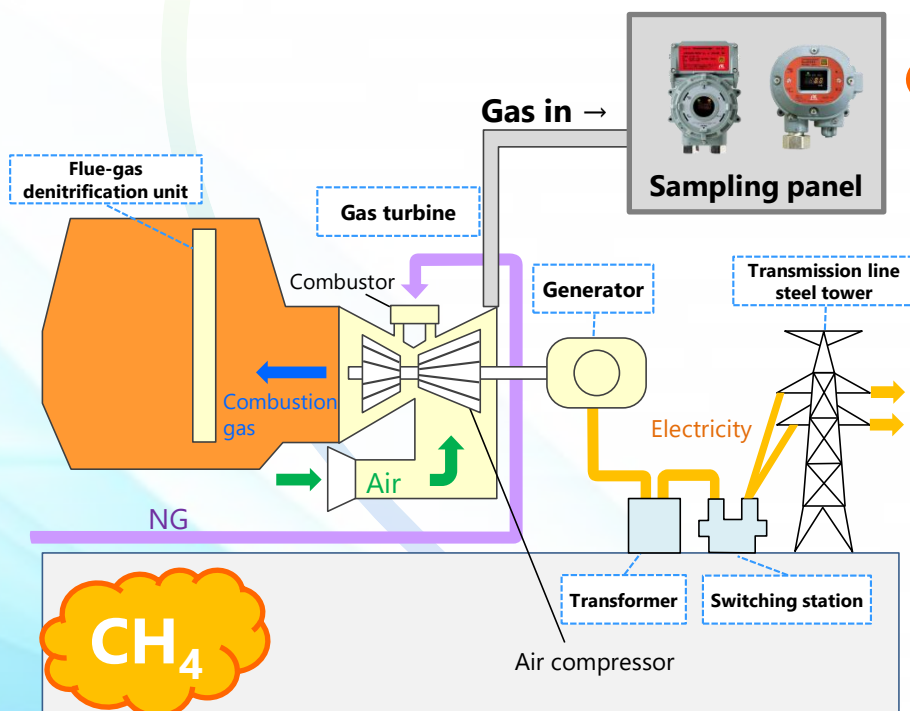 Gas in →
Sampling panel
Flue-gas
denitrification unit
Gas turbine
Combustor
Generator
Transmission line
steel tower
Combustion
gas
Electricity
Air
NG
Transformer
Switching station
CH₄
Air compressor